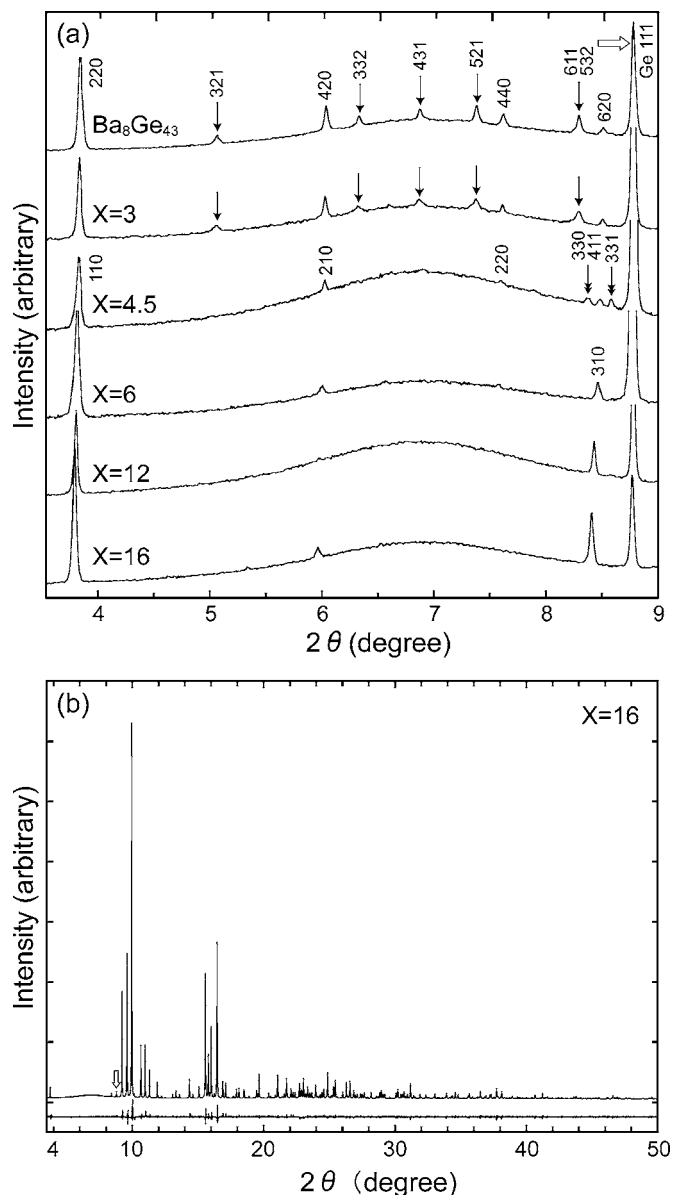 (a)
Intensity (arbitrary)
220
321
420
332
431
521
440
611
532
620
Ge 111
Ba₈Ge₄₃
X=3
110
210
220
330
411
331
X=4.5
310
X=6
X=12
X=16
4 5 6 7 8 9
2θ (degree)
(b)
X=16
Intensity (arbitrary)
4 10 20 30 40 50
2θ (degree)